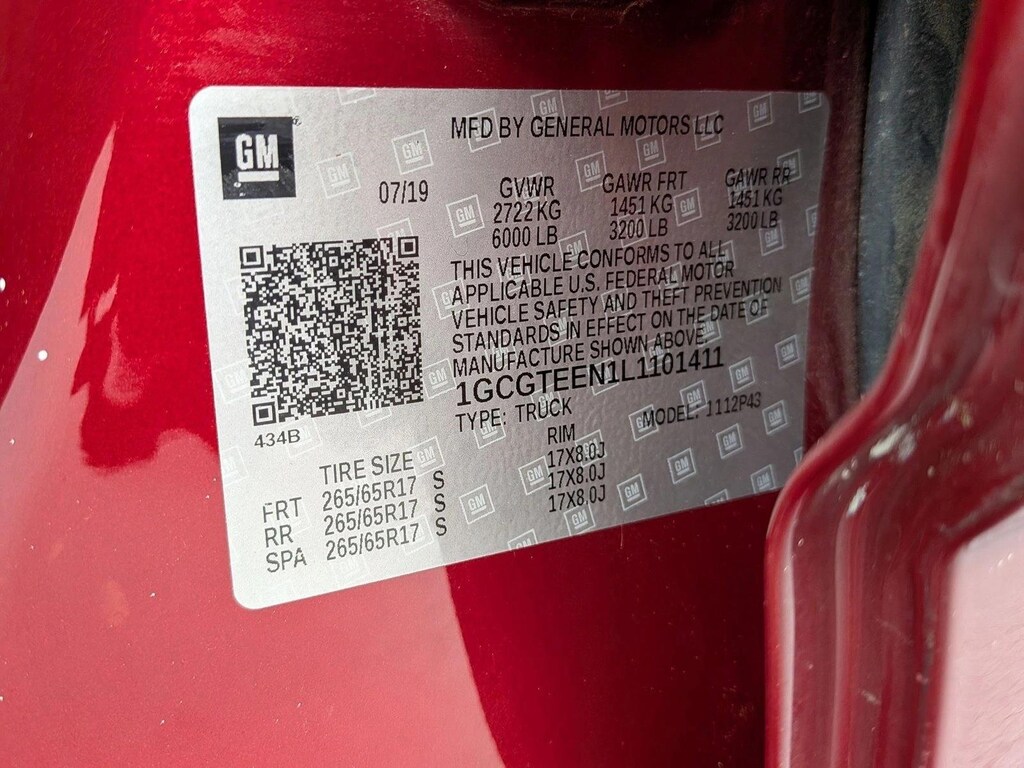 GM
MFD BY GENERAL MOTORS LLC
07/19
GVWR GAWR FRT GAWR RR
2722 KG 1451 KG 1451 KG
6000 LB 3200 LB 3200 LB
THIS VEHICLE CONFORMS TO ALL
APPLICABLE U.S. FEDERAL MOTOR
VEHICLE SAFETY AND THEFT PREVENTION
STANDARDS IN EFFECT ON THE DATE OF
MANUFACTURE SHOWN ABOVE.
1GCGTEEN1L1101411
TYPE: TRUCK MODEL: 1112P43
434B
TIRE SIZE RIM
FRT 265/65R17 S 17X8.0J
RR 265/65R17 S 17X8.0J
SPA 265/65R17 S 17X8.0J